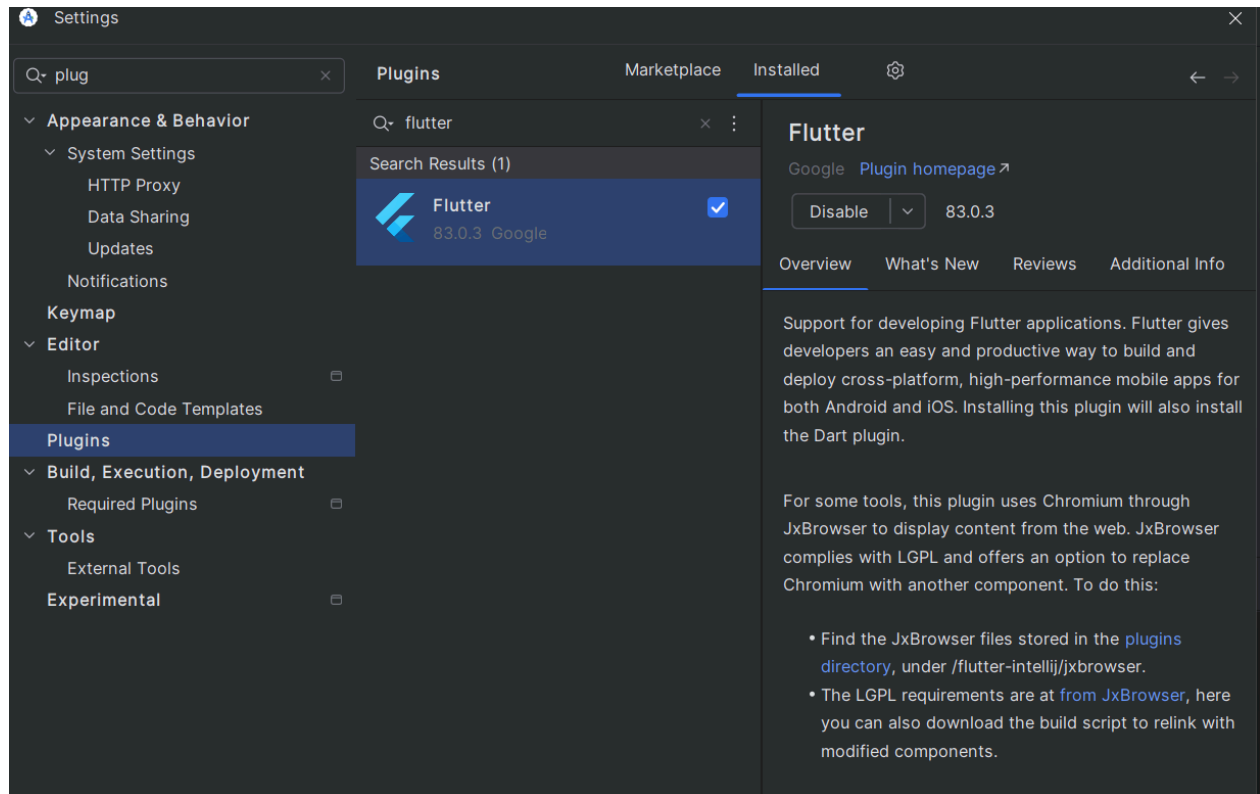 Settings
plug
Plugins
Marketplace
Installed
Appearance & Behavior
System Settings
HTTP Proxy
Data Sharing
Updates
Notifications
Keymap
Editor
Inspections
File and Code Templates
Plugins
Build, Execution, Deployment
Required Plugins
Tools
External Tools
Experimental
flutter
Search Results (1)
Flutter
83.0.3 Google
Flutter
Google Plugin homepage
Disable
83.0.3
Overview
What's New
Reviews
Additional Info
Support for developing Flutter applications. Flutter gives
developers an easy and productive way to build and
deploy cross-platform, high-performance mobile apps for
both Android and iOS. Installing this plugin will also install
the Dart plugin.
For some tools, this plugin uses Chromium through
JxBrowser to display content from the web. JxBrowser
complies with LGPL and offers an option to replace
Chromium with another component. To do this:
• Find the JxBrowser files stored in the plugins
directory, under /flutter-intellij/jxbrowser.
• The LGPL requirements are at from JxBrowser, here
you can also download the build script to relink with
modified components.